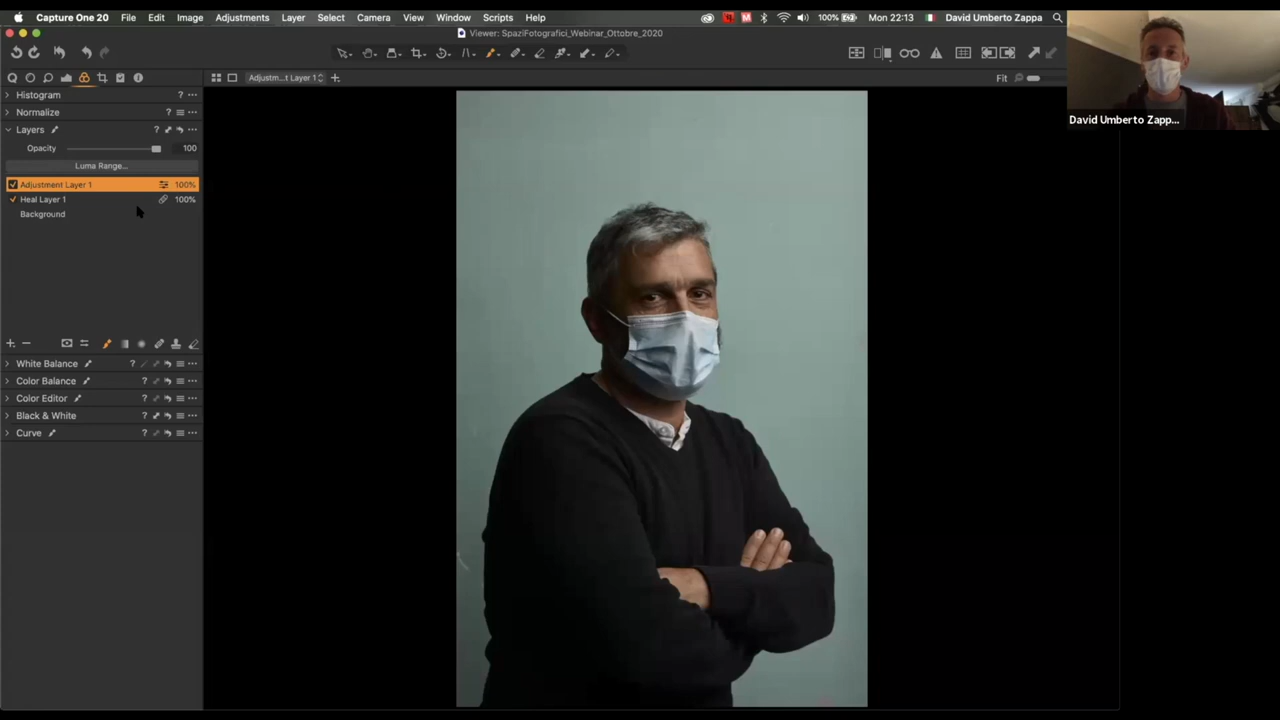 Capture One 20 File Edit Image Adjustments Layer Select Camera View Window Scripts Help 100% Mon 22:13 David Umberto Zappa
Viewer: SpaziFotografici_Webinar_Ottobre_2020
Adjustm...t Layer 1 Fit
David Umberto Zapp...
Histogram ? ...
Normalize ? ...
Layers ? ...
Opacity 100
Luma Range...
Adjustment Layer 1 100%
Heal Layer 1 100%
Background
White Balance ? ...
Color Balance ? ...
Color Editor ? ...
Black & White ? ...
Curve ? ...